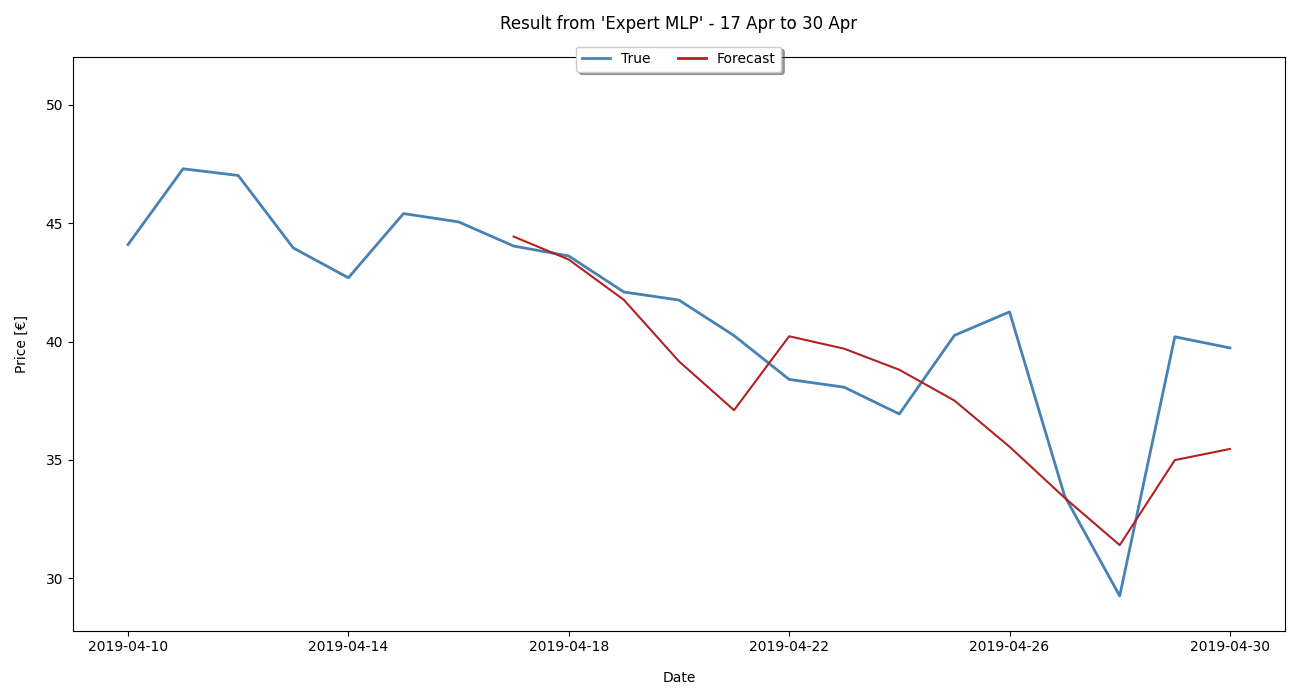 Result from 'Expert MLP' - 17 Apr to 30 Apr
True Forecast
50
45
40
35
30
Price [€]
2019-04-10 2019-04-14 2019-04-18 2019-04-22 2019-04-26 2019-04-30
Date